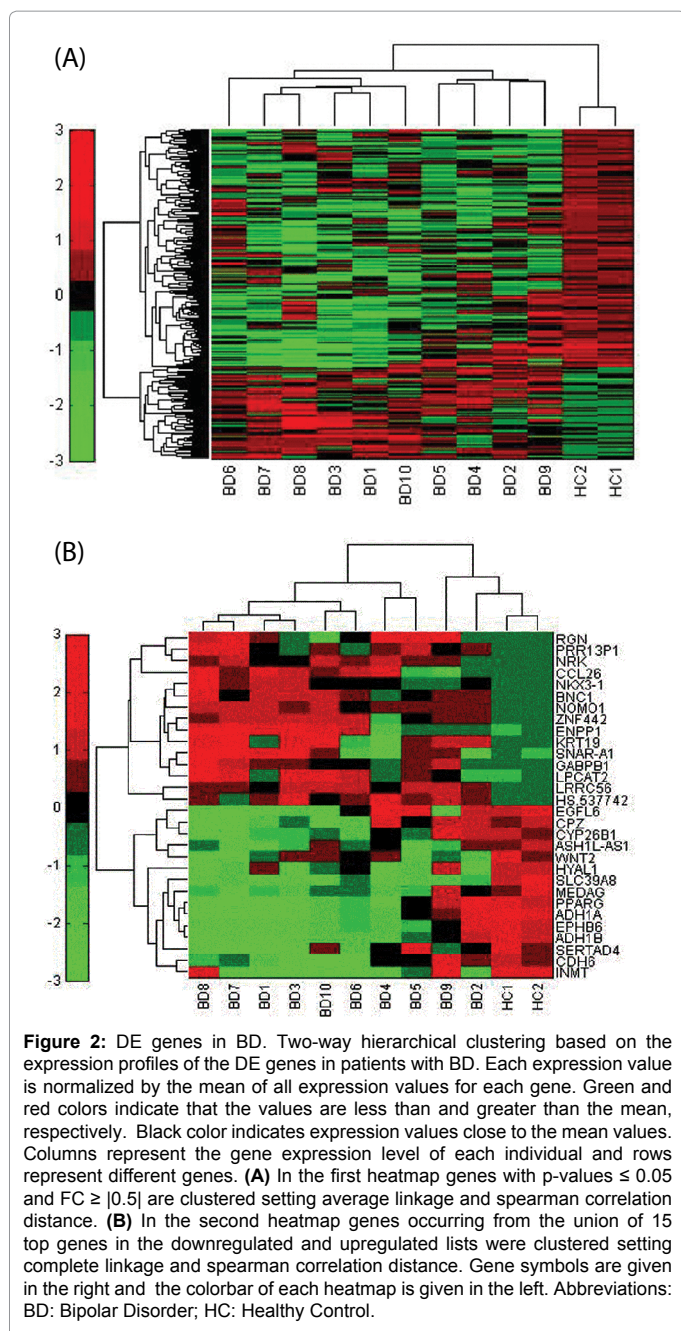 (A)
3
2
1
0
-1
-2
-3
BD6 BD7 BD8 BD3 BD1 BD10 BD5 BD4 BD2 BD9 HC2 HC1
(B)
3
2
1
0
-1
-2
-3
RGN
PRR13P1
NRK
CCL26
NKX3-1
BNC1
NOMO1
ZNF442
ENPP1
KRT19
SNAR-A1
GABPB1
LPCAT2
LRRC56
HS.537742
EGFL6
CPZ
CYP26B1
ASH1L-AS1
WNT2
HYAL1
SLC39A8
MEDAG
PPARG
ADH1A
EPHB6
ADH1B
SERTAD4
CDH6
INMT
BD8 BD7 BD1 BD3 BD10 BD6 BD4 BD5 BD9 BD2 HC1 HC2
Figure 2: DE genes in BD. Two-way hierarchical clustering based on the
expression profiles of the DE genes in patients with BD. Each expression value
is normalized by the mean of all expression values for each gene. Green and
red colors indicate that the values are less than and greater than the mean,
respectively. Black color indicates expression values close to the mean values.
Columns represent the gene expression level of each individual and rows
represent different genes. (A) In the first heatmap genes with p-values ≤ 0.05
and FC ≥ |0.5| are clustered setting average linkage and spearman correlation
distance. (B) In the second heatmap genes occurring from the union of 15
top genes in the downregulated and upregulated lists were clustered setting
complete linkage and spearman correlation distance. Gene symbols are given
in the right and the colorbar of each heatmap is given in the left. Abbreviations:
BD: Bipolar Disorder; HC: Healthy Control.